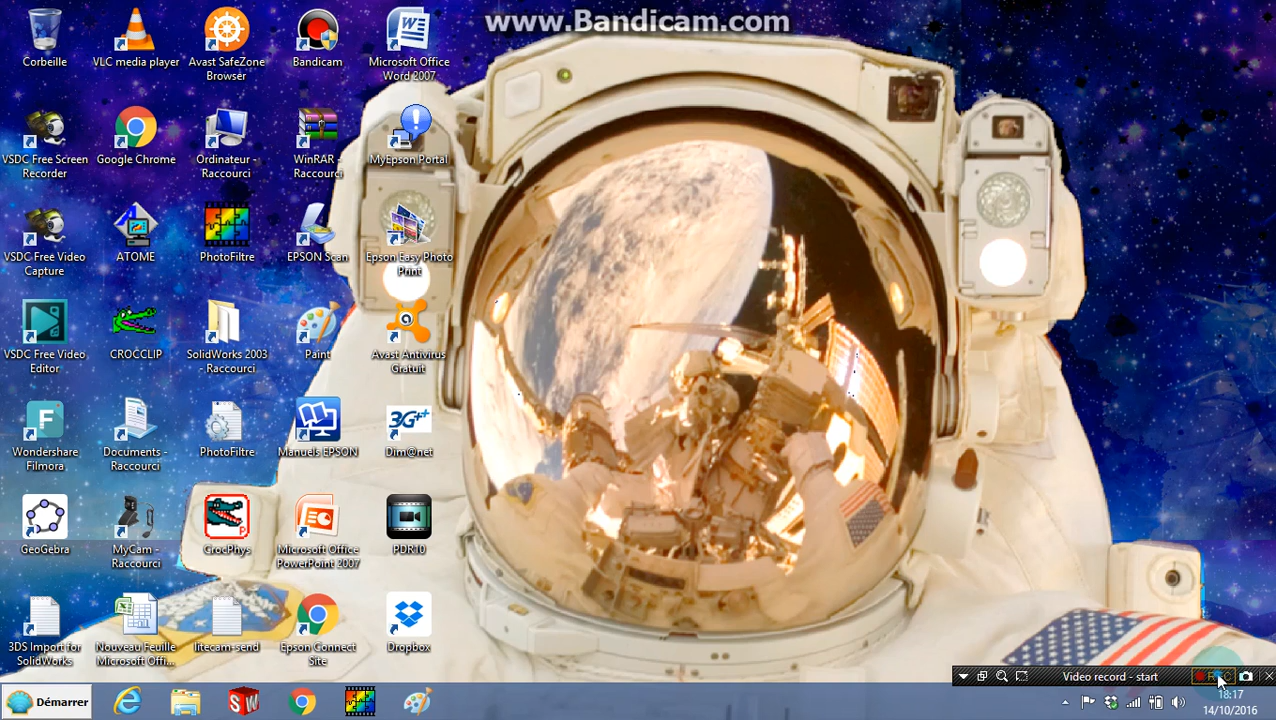 www.Bandicam.com
Corbeille
VLC media player
Avast SafeZone
Browser
Bandicam
Microsoft Office
Word 2007
VSDC Free Screen
Recorder
Google Chrome
Ordinateur -
Raccourci
WinRAR -
Raccourci
MyEpson Portal
VSDC Free Video
Capture
ATOME
PhotoFiltre
EPSON Scan
Epson Easy Photo
Print
VSDC Free Video
Editor
CROCCLIP
SolidWorks 2003
- Raccourci
Paint
Avast Antivirus
Gratuit
Wondershare
Filmora
Documents -
Raccourci
PhotoFiltre
Manuels EPSON
3G++
Dim@net
GeoGebra
MyCam -
Raccourci
CrocPhys
Microsoft Office
PowerPoint 2007
PDR10
3DS Import for
SolidWorks
Nouveau Feuille
Microsoft Offi...
litecam-send
Epson Connect
Site
Dropbox
Video record - start
REC
Démarrer
18:17
14/10/2016